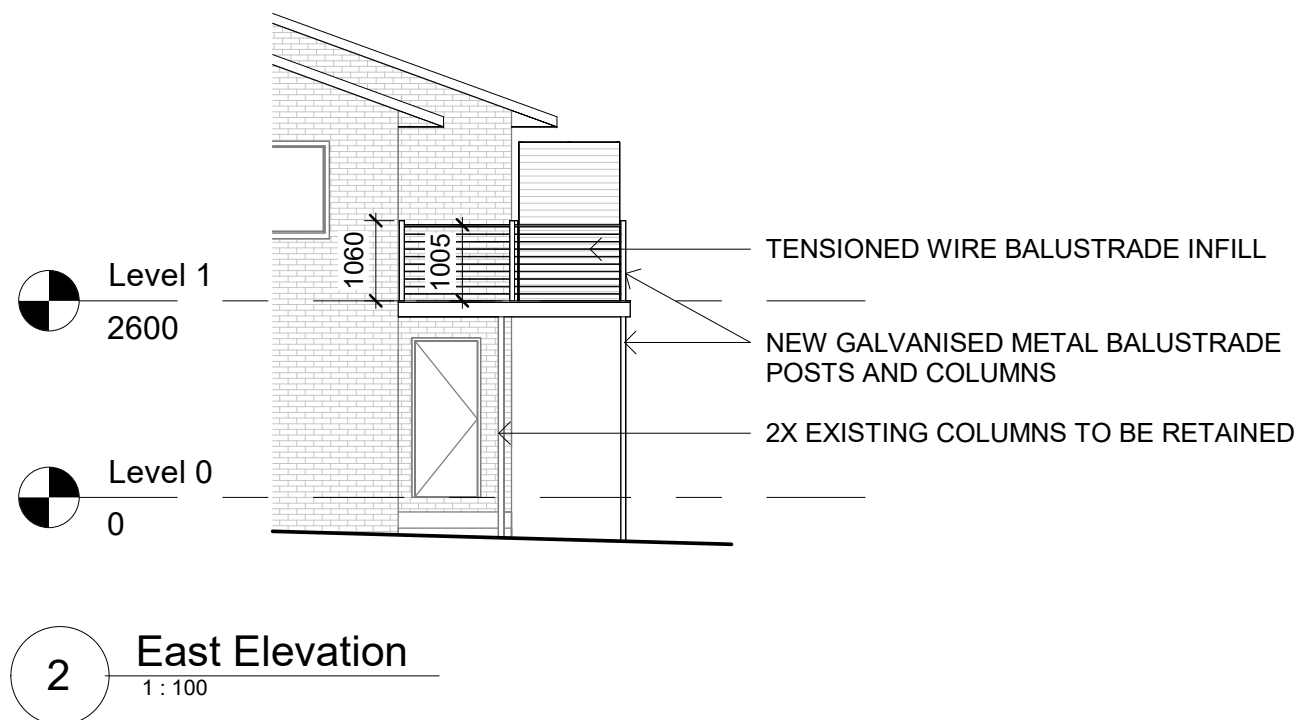 1060
1005
TENSIONED WIRE BALUSTRADE INFILL
Level 1
2600
NEW GALVANISED METAL BALUSTRADE
POSTS AND COLUMNS
2X EXISTING COLUMNS TO BE RETAINED
Level 0
0
2
East Elevation
1 : 100